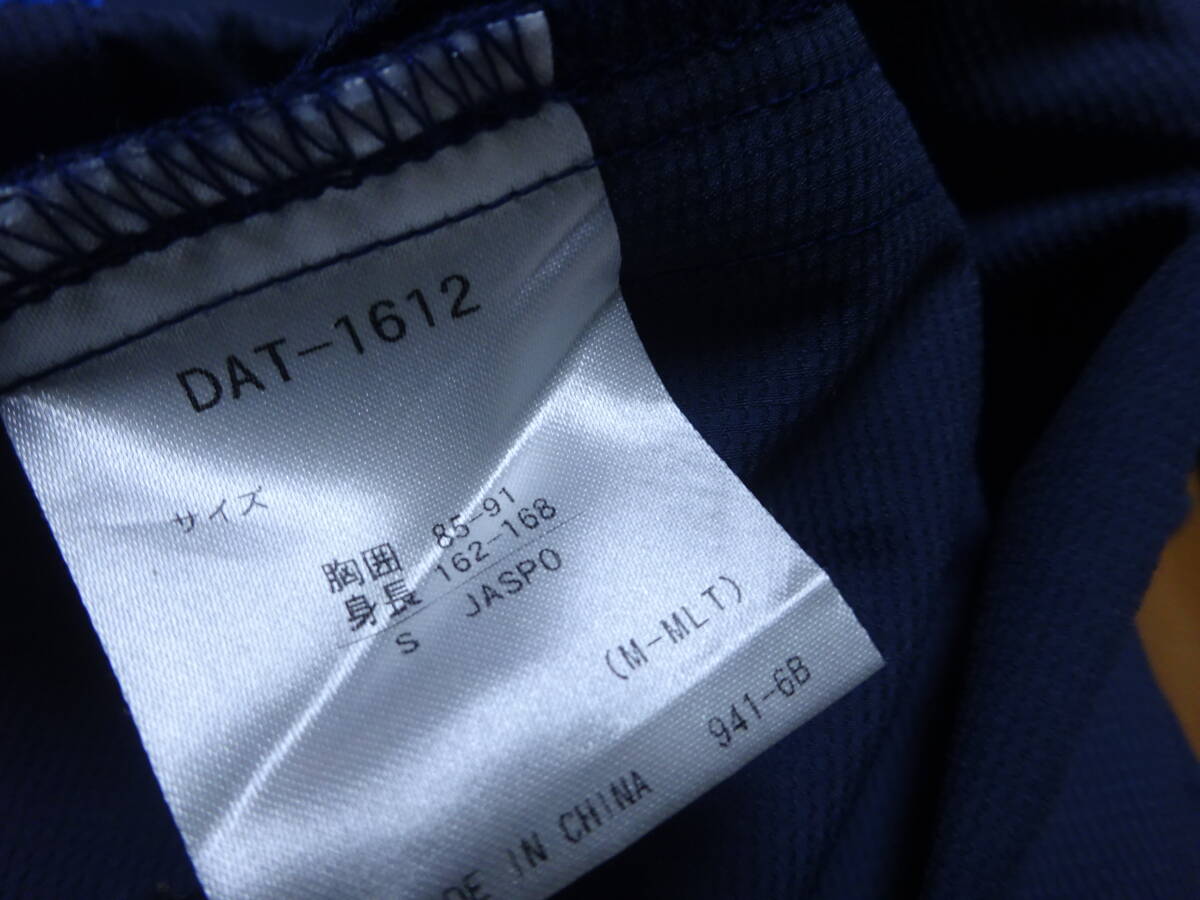 DAT-1612
サイズ
胸囲 85-91
身長 162-168
S JASPO
(M-MLT)
941-6B
DE IN CHINA